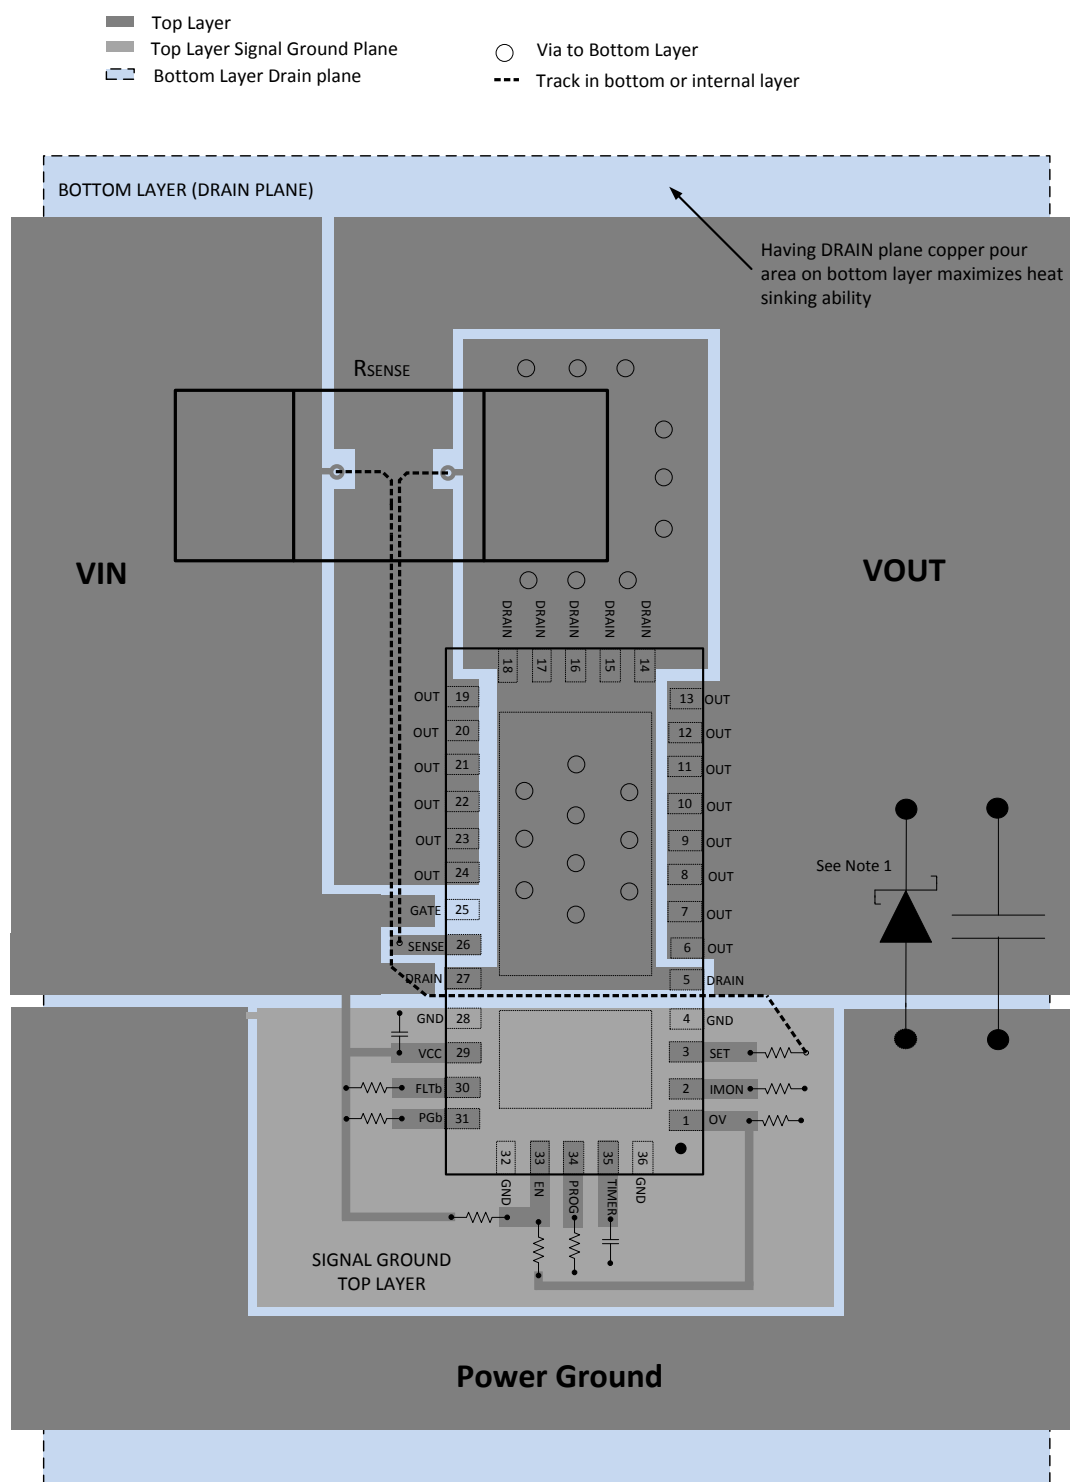 Top Layer
Top Layer Signal Ground Plane
Bottom Layer Drain plane
Via to Bottom Layer
Track in bottom or internal layer
BOTTOM LAYER (DRAIN PLANE)
Having DRAIN plane copper pour
area on bottom layer maximizes heat
sinking ability
RSENSE
VIN
VOUT
DRAIN
DRAIN
DRAIN
DRAIN
DRAIN
18
17
16
15
14
OUT 19
13 OUT
OUT 20
12 OUT
OUT 21
11 OUT
OUT 22
10 OUT
OUT 23
9 OUT
OUT 24
8 OUT
See Note 1
GATE 25
7 OUT
SENSE 26
6 OUT
DRAIN 27
5 DRAIN
GND 28
4 GND
VCC 29
3 SET
FLTb 30
2 IMON
PGb 31
1 OV
32
33
34
35
36
GND
EN
PROG
TIMER
GND
SIGNAL GROUND
TOP LAYER
Power Ground